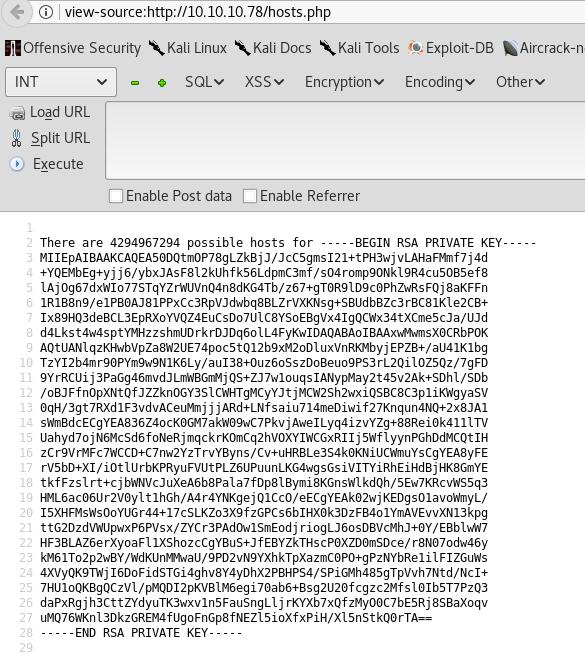 view-source:http://10.10.10.78/hosts.php
Offensive Security Kali Linux Kali Docs Kali Tools Exploit-DB Aircrack-n
INT SQL XSS Encryption Encoding Other
Load URL
Split URL
Execute
Enable Post data Enable Referrer
1
2 There are 4294967294 possible hosts for -----BEGIN RSA PRIVATE KEY-----
3 MIIEpAIBAAKCAQEA50DQtmOP78gLZkBjJ/JcC5gmsI21+tPH3wjvLAHaFMmf7j4d
4 +YQEMbEg+yjj6/ybxJAsF8l2kUhfk56LdpmC3mf/sO4romp9ONkl9R4cu5OB5ef8
5 lAjOg67dxWIo77STqYZrWUVnQ4n8dKG4Tb/z67+gT0R9lD9c0PhZwRsFQj8aKFFn
6 1R1B8n9/e1PB0AJ81PPxCc3RpVJdwbq8BLZrVXKNsg+SBUdbBZc3rBC81Kle2CB+
7 Ix89HQ3deBCL3EpRXoYVQZ4EuCsDo7UlC8YSoEBgVx4IgQCWx34tXCme5cJa/UJd
8 d4Lkst4w4sptYMHzzshmUDrkrDJDq6olL4FyKwIDAQABAoIBAAxwMwmsX0CRbPOK
9 AQtUANlqzKHwbVpZa8W2UE74poc5tQ12b9xM2oDluxVnRKMbyjEPZB+/aU41K1bg
10 TzYI2b4mr90PYm9w9N1K6Ly/auI38+Ouz6oSszDoBeuo9PS3rL2QilOZ5Qz/7gFD
11 9YrRCUij3PaGg46mvdJLmWBGmMjQS+ZJ7w1ouqsIANypMay2t45v2Ak+SDhl/SDb
12 /oBJFfnOpXNtQfJZZknOGY3SlCWHTgMCyYJtjMCW2Sh2wxiQSBC8C3p1iKWgyaSV
13 0qH/3gt7RXd1F3vdvACeuMmjjjARd+LNfsaiu714meDiwif27Knqun4NQ+2x8JA1
14 sWmBdcECgYEA836Z4ocK0GM7akW09wC7PkvjAweILyq4izvYZg+88Rei0k411lTV
15 Uahyd7ojN6McSd6foNeRjmqckrKOmCq2hVOXYIWCGxRIIj5WflyynPGhDdMCQtIH
16 zCr9VrMFc7WCCD+C7nw2YzTrvYByns/Cv+uHRBLe3S4k0KNiUCWmuYsCgYEA8yFE
17 rV5bD+XI/iOtlUrbKPRyuFVUtPLZ6UPuunLKG4wgsGsiVITYiRhEiHdBjHK8GmYE
18 tkfFzslrt+cjbWNVcJuXeA6b8Pala7fDp8lBymi8KGnsWlkdQh/5Ew7KRcvWS5q3
19 HML6ac06Ur2V0ylt1hGh/A4r4YNKgejQ1CcO/eECgYEAk02wjKEDgsO1avoWmyL/
20 I5XHFMsWsOoYUGr44+17cSLKZo3X9fzGPCs6bIHX0k3DzFB4o1YmAVEvvXN13kpg
21 ttG2DzdVWUpwxP6PVsx/ZYCr3PAdOw1SmEodjriogLJ6osDBVcMhJ+0Y/EBblwW7
22 HF3BLAZ6erXyoaFl1XShozcCgYBuS+JfEBYZkTHscP0XZD0mSDce/r8N07odw46y
23 kM61To2p2wBY/WdKUnMMwaU/9PD2vN9YXhkTpXazmC0PO+gPzNYbRe1ilFIZGuWs
24 4XVyQK9TWjI6DoFidSTGi4ghv8Y4yDhX2PBHPS4/SPiGMh485gTpVvh7Ntd/NcI+
25 7HU1oQKBgQCzVl/pMQDI2pKVBlM6egi70ab6+Bsg2U20fcgzc2Mfsl0Ib5T7PzQ3
26 daPxRgjh3CttZYdyuTK3wxv1n5FauSngLljrKYXb7xQfzMyO0C7bE5Rj8SBaXoqv
27 uMQ76WKnl3DkzGREM4fUgoFnGp8fNEZl5ioXfxPiH/Xl5nStkQ0rTA==
28 -----END RSA PRIVATE KEY-----
29